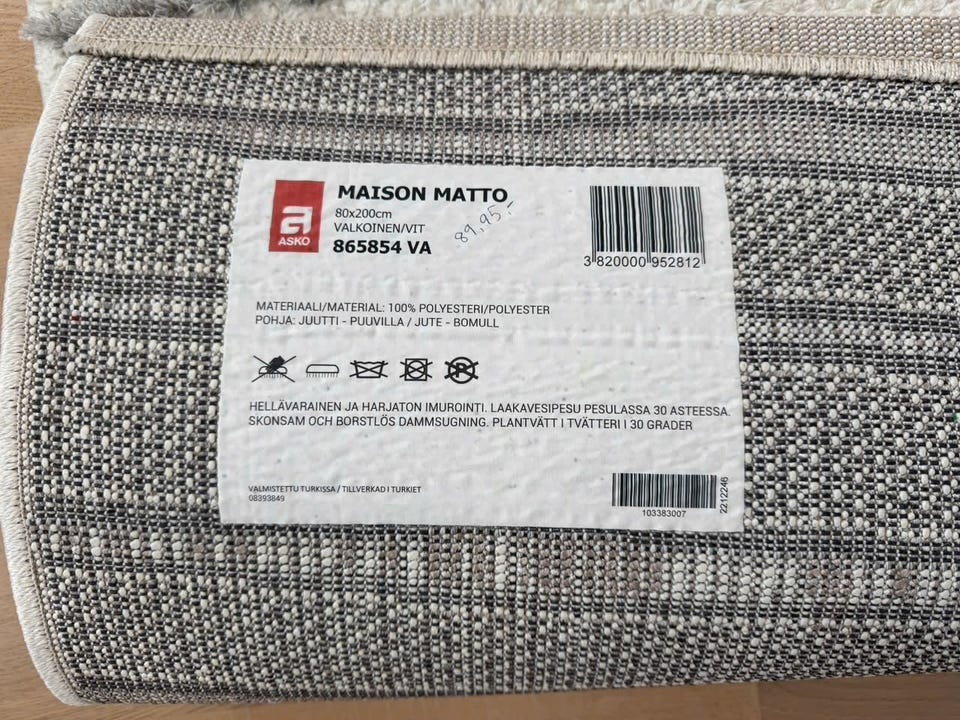 ASKO
MAISON MATTO
80x200cm
VALKOINEN/VIT
865854 VA
89,95,-
3 820000 952812
MATERIAALI/MATERIAL: 100% POLYESTERI/POLYESTER
POHJA: JUUTTI - PUUVILLA / JUTE - BOMULL
HELLÄVARAINEN JA HARJATON IMUROINTI. LAAKAVESIPESU PESULASSA 30 ASTEESSA.
SKONSAM OCH BORSTLÖS DAMMSUGNING. PLANTVÄTT I TVÄTTERI I 30 GRADER
VALMISTETTU TURKISSA / TILLVERKAD I TURKIET
08393849
103383007
2212246